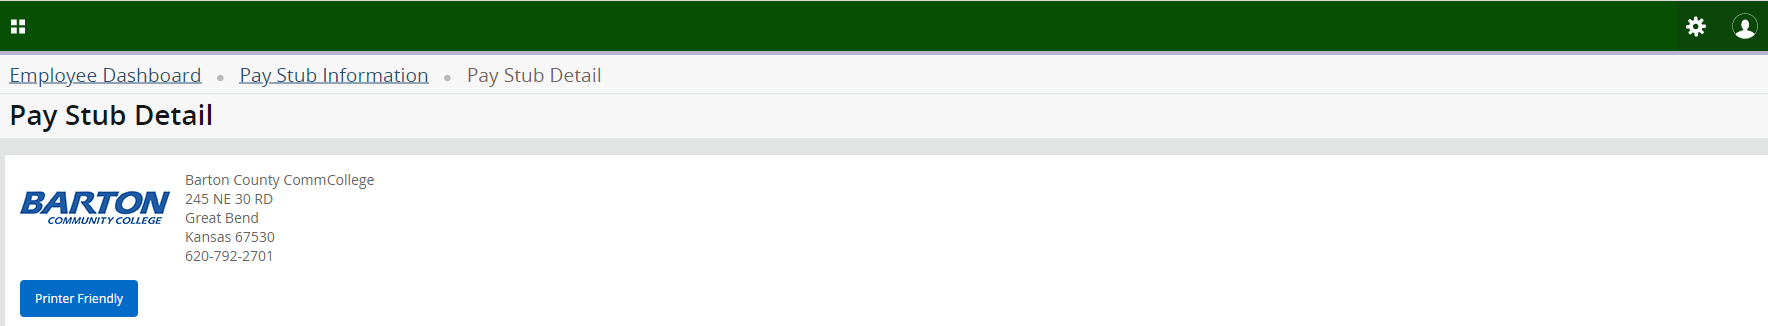 Employee Dashboard • Pay Stub Information • Pay Stub Detail
Pay Stub Detail
BARTON
COMMUNITY COLLEGE
Barton County CommCollege
245 NE 30 RD
Great Bend
Kansas 67530
620-792-2701
Printer Friendly